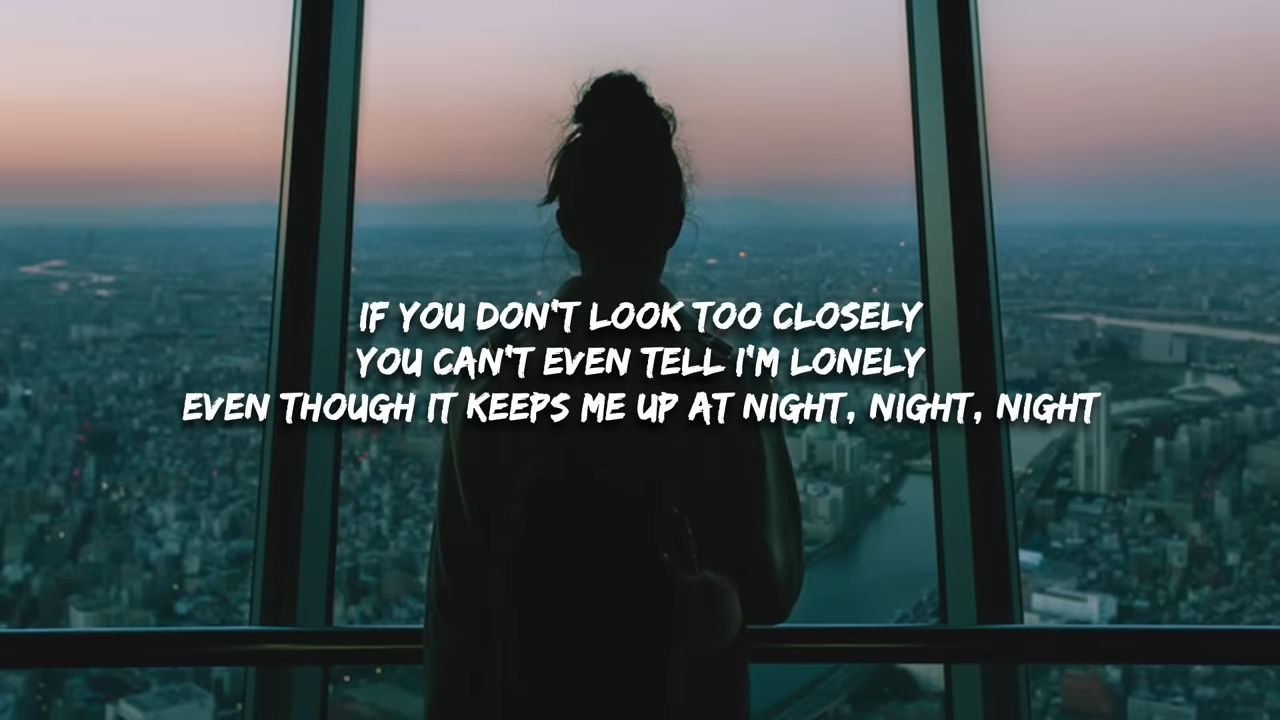 IF YOU DON'T LOOK TOO CLOSELY
YOU CAN'T EVEN TELL I'M LONELY
EVEN THOUGH IT KEEPS ME UP AT NIGHT, NIGHT, NIGHT